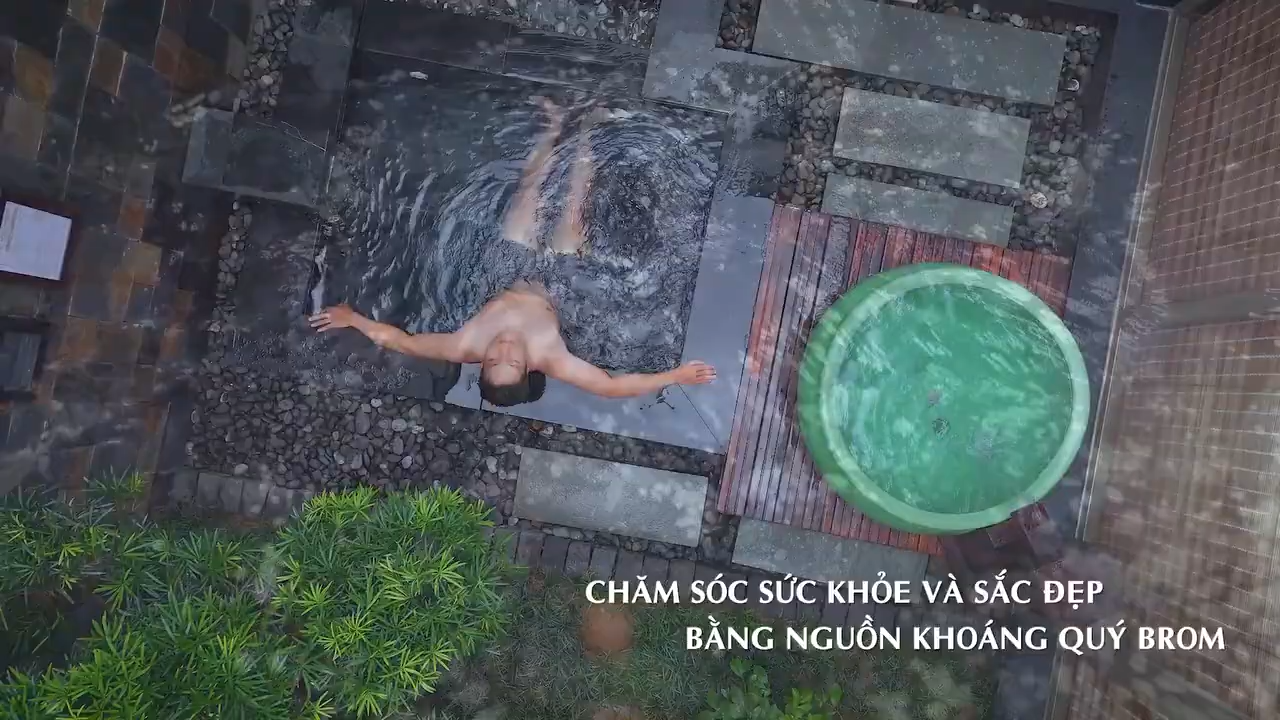 CHĂM SÓC SỨC KHỎE VÀ SẮC ĐẸP
BẰNG NGUỒN KHOÁNG QUÝ BROM